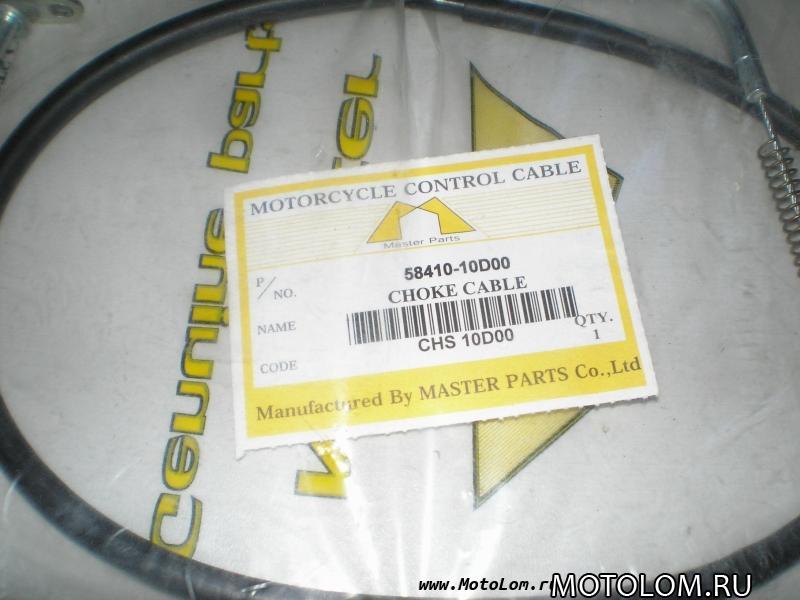 MOTORCYCLE CONTROL CABLE
Master Parts
P/NO. 58410-10D00
NAME CHOKE CABLE
CODE CHS 10D00
QTY. 1
Manufactured By MASTER PARTS Co.,Ltd
www.MotoLom.r
MOTOLOM.RU